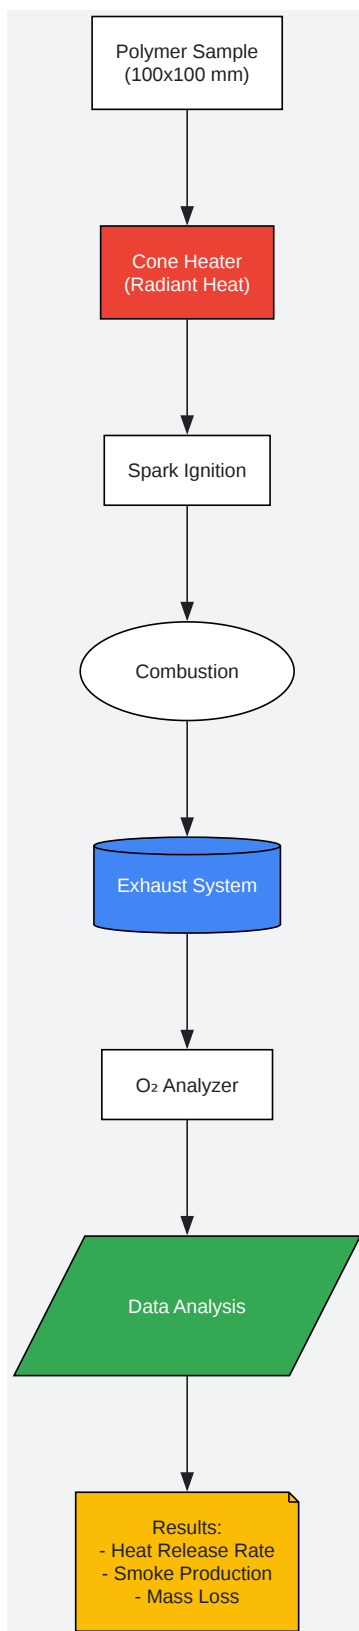 Polymer Sample
(100x100 mm)
Cone Heater
(Radiant Heat)
Spark Ignition
Combustion
Exhaust System
O₂ Analyzer
Data Analysis
Results:
- Heat Release Rate
- Smoke Production
- Mass Loss